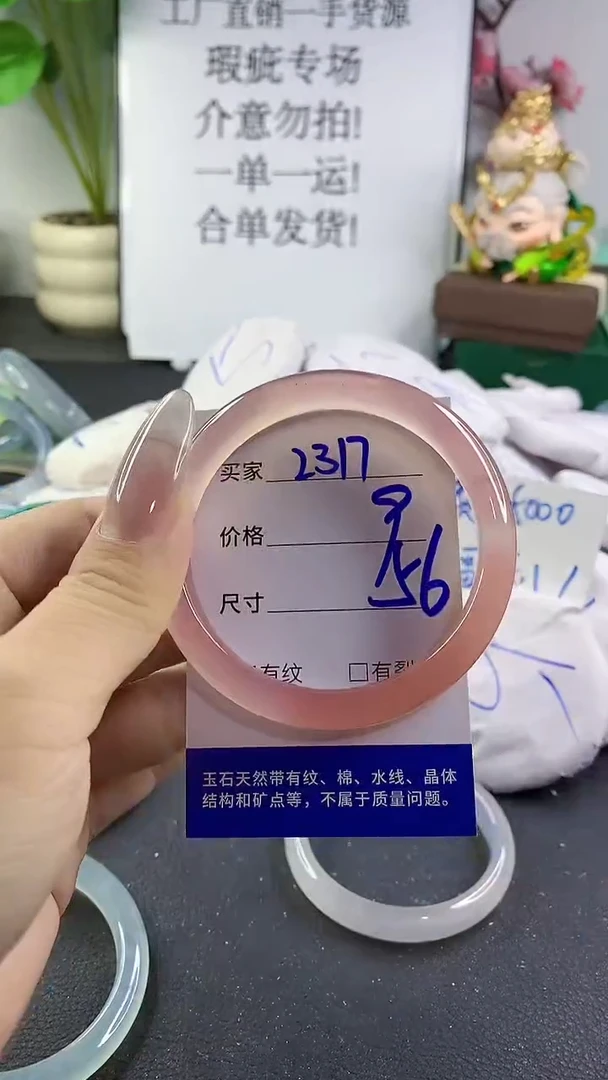 工厂直销一手货源
瑕疵专场
介意勿拍!
一单一运!
合单发货!
买家 2317
价格
尺寸 56
有纹 □有裂
玉石天然带有纹、棉、水线、晶体
结构和矿点等，不属于质量问题。